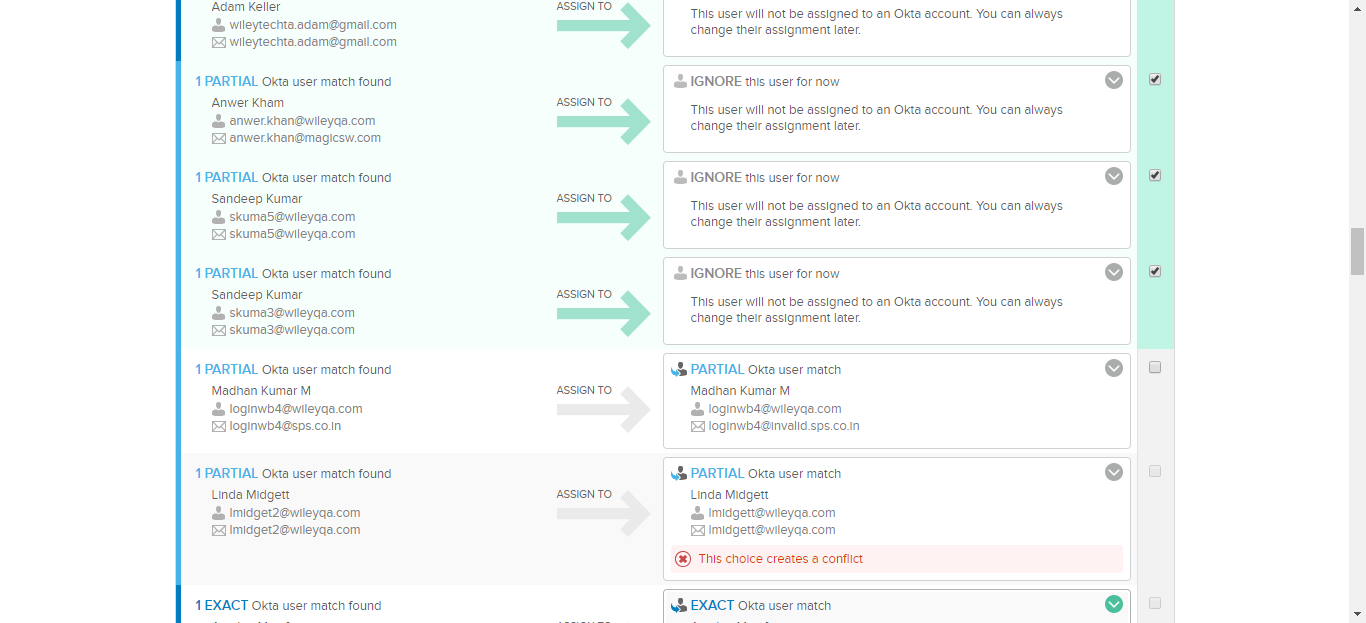 Adam Keller
wileytechta.adam@gmail.com
wileytechta.adam@gmail.com
ASSIGN TO
This user will not be assigned to an Okta account. You can always
change their assignment later.
1 PARTIAL Okta user match found
Anwer Kham
anwer.khan@wileyqa.com
anwer.khan@magicsw.com
ASSIGN TO
IGNORE this user for now
This user will not be assigned to an Okta account. You can always
change their assignment later.
1 PARTIAL Okta user match found
Sandeep Kumar
skuma5@wileyqa.com
skuma5@wileyqa.com
ASSIGN TO
IGNORE this user for now
This user will not be assigned to an Okta account. You can always
change their assignment later.
1 PARTIAL Okta user match found
Sandeep Kumar
skuma3@wileyqa.com
skuma3@wileyqa.com
ASSIGN TO
IGNORE this user for now
This user will not be assigned to an Okta account. You can always
change their assignment later.
1 PARTIAL Okta user match found
Madhan Kumar M
loginwb4@wileyqa.com
loginwb4@sps.co.in
ASSIGN TO
PARTIAL Okta user match
Madhan Kumar M
loginwb4@wileyqa.com
loginwb4@invalid.sps.co.in
1 PARTIAL Okta user match found
Linda Midgett
lmidget2@wileyqa.com
lmidget2@wileyqa.com
ASSIGN TO
PARTIAL Okta user match
Linda Midgett
lmidgett@wileyqa.com
lmidgett@wileyqa.com
This choice creates a conflict
1 EXACT Okta user match found
EXACT Okta user match